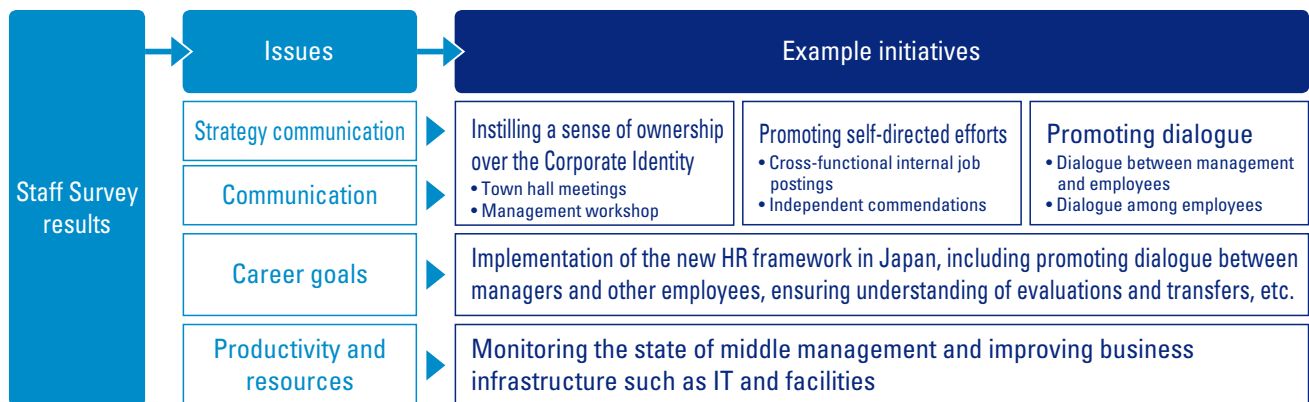 Staff Survey
results
Issues
Example initiatives
Strategy communication
Communication
Instilling a sense of ownership
over the Corporate Identity
• Town hall meetings
• Management workshop
Promoting self-directed efforts
• Cross-functional internal job
postings
• Independent commendations
Promoting dialogue
• Dialogue between management
and employees
• Dialogue among employees
Career goals
Implementation of the new HR framework in Japan, including promoting dialogue between
managers and other employees, ensuring understanding of evaluations and transfers, etc.
Productivity and
resources
Monitoring the state of middle management and improving business
infrastructure such as IT and facilities